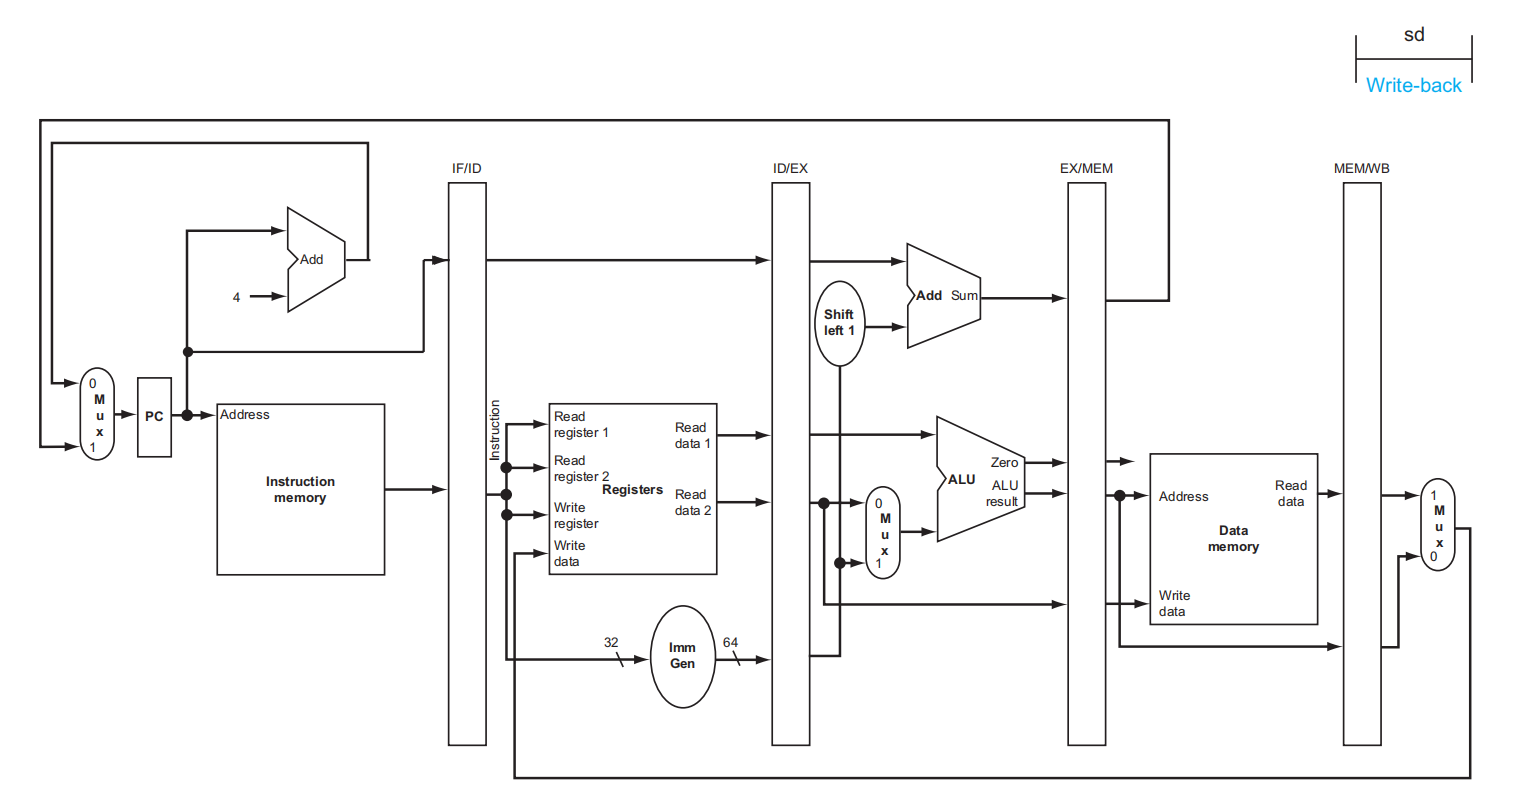 sd
Write-back
IF/ID
ID/EX
EX/MEM
MEM/WB
Add
4
Add Sum
Shift
left 1
0
M
u
x
1
PC
Address
Instruction
memory
Instruction
Read
register 1
Read
register 2
Write
register
Write
data
Registers
Read
data 1
Read
data 2
0
M
u
x
1
Zero
ALU
ALU
result
Address
Read
data
Data
memory
Write
data
1
M
u
x
0
32
Imm
Gen
64